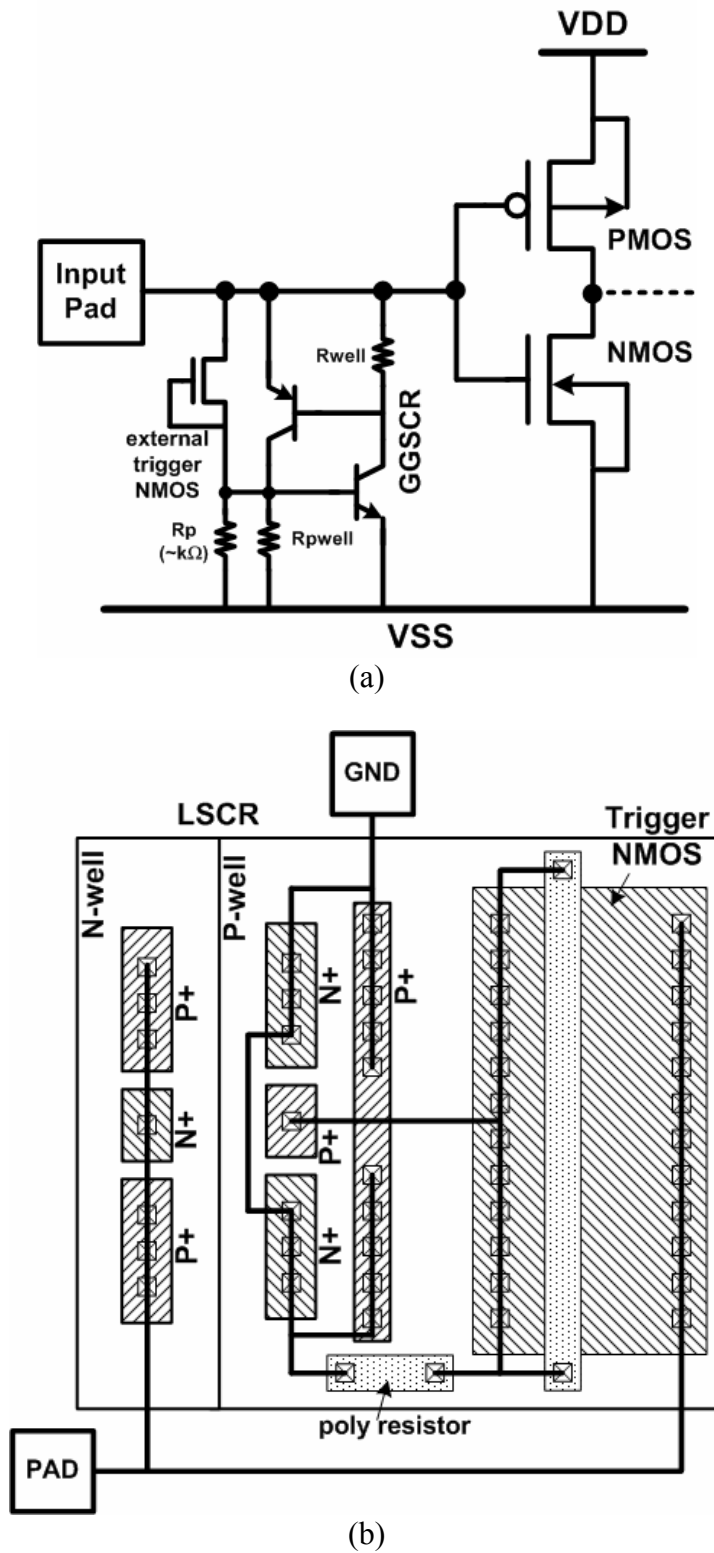 VDD
PMOS
Input
Pad
Rwell
NMOS
GGSCR
external
trigger
NMOS
Rp
(~kΩ)
Rpwell
VSS
(a)
GND
LSCR
Trigger
NMOS
N-well
P-well
P+
N+
P+
N+
P+
N+
P+
poly resistor
PAD
(b)